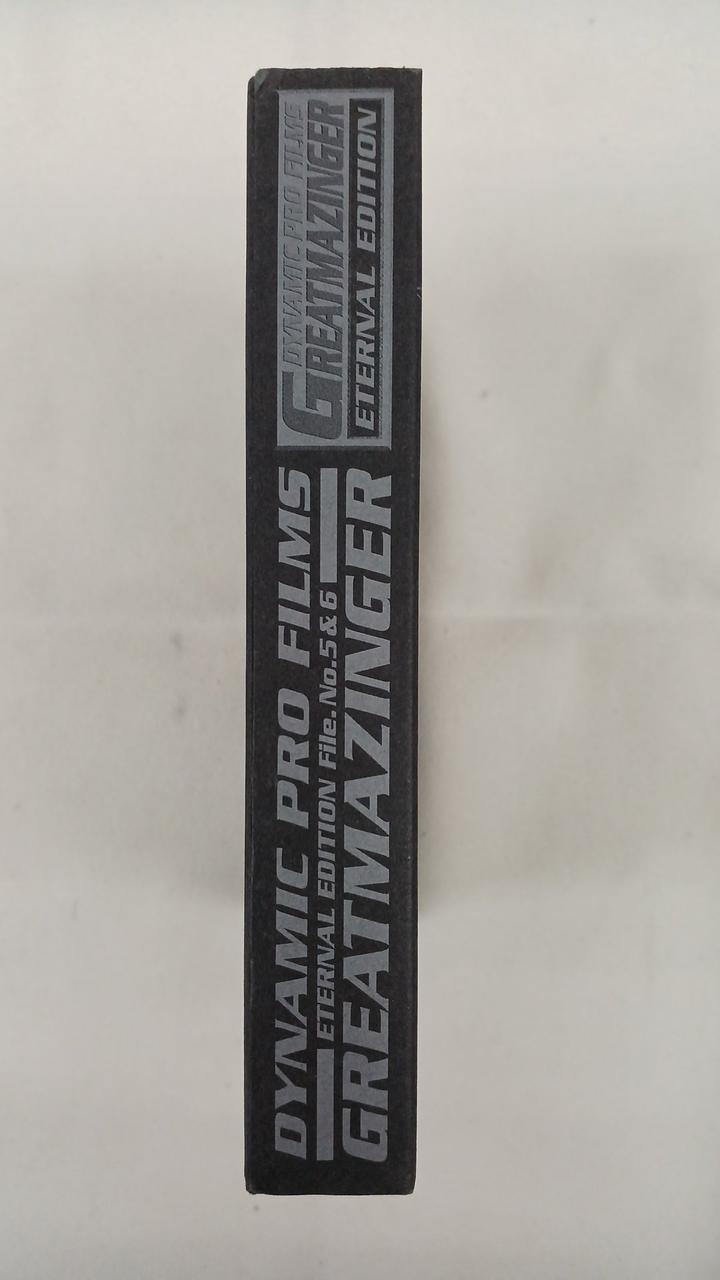 DYNAMIC PRO FILMS
GREATMAZINGER
ETERNAL EDITION
DYNAMIC PRO FILMS
ETERNAL EDITION File.No.5&6
GREATMAZINGER